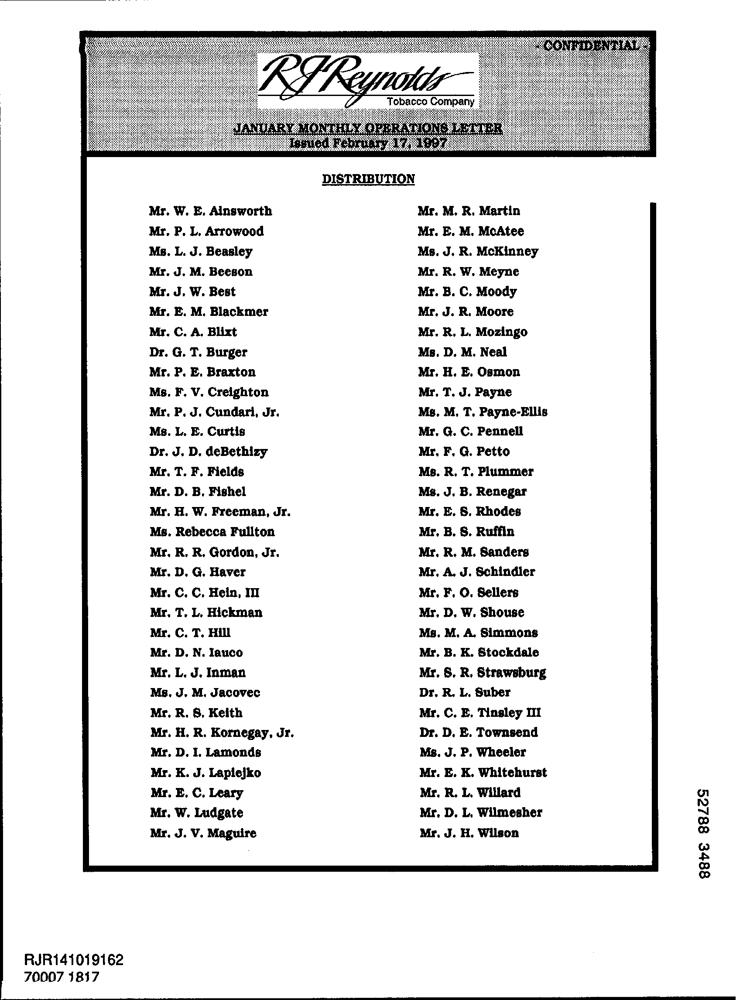 - CONFIDENTIAL -
RJReynolds
Tobacco Company
JANUARY MONTHLY OPERATIONS LETTER
Issued February 17, 1997
DISTRIBUTION
Mr. W. E. Ainsworth
Mr. P. L. Arrowood
Ms. L. J. Beasley
Mr. J. M. Beeson
Mr. J. W. Best
Mr. E. M. Blackmer
Mr. C. A. Blixt
Dr. G. T. Burger
Mr. P. E. Braxton
Ms. F. V. Creighton
Mr. P. J. Cundari, Jr.
Ms. L. E. Curtis
Dr. J. D. deBethizy
Mr. T. F. Fields
Mr. D. B. Fishel
Mr. H. W. Freeman, Jr.
Ms. Rebecca Fullton
Mr. R. R. Gordon, Jr.
Mr. D. G. Haver
Mr. C. C. Hein, III
Mr. T. L. Hickman
Mr. C. T. Hill
Mr. D. N. Iauco
Mr. L. J. Inman
Ms. J. M. Jacovec
Mr. R. S. Keith
Mr. H. R. Kornegay, Jr.
Mr. D. I. Lamonds
Mr. K. J. Lapiejko
Mr. E. C. Leary
Mr. W. Ludgate
Mr. J. V. Maguire
Mr. M. R. Martin
Mr. E. M. McAtee
Ms. J. R. McKinney
Mr. R. W. Meyne
Mr. B. C. Moody
Mr. J. R. Moore
Mr. R. L. Mozingo
Ms. D. M. Neal
Mr. H. E. Osmon
Mr. T. J. Payne
Ms. M. T. Payne-Ellis
Mr. G. C. Pennell
Mr. F. G. Petto
Ms. R. T. Plummer
Ms. J. B. Renegar
Mr. E. S. Rhodes
Mr. B. S. Ruffin
Mr. R. M. Sanders
Mr. A. J. Schindler
Mr. F. O. Sellers
Mr. D. W. Shouse
Ms. M. A. Simmons
Mr. B. K. Stockdale
Mr. S. R. Strawsburg
Dr. R. L. Suber
Mr. C. E. Tinsley III
Dr. D. E. Townsend
Ms. J. P. Wheeler
Mr. E. K. Whitehurst
Mr. R. L. Willard
Mr. D. L. Wilmesher
Mr. J. H. Wilson
52788 3488
RJR141019162
70007 1817